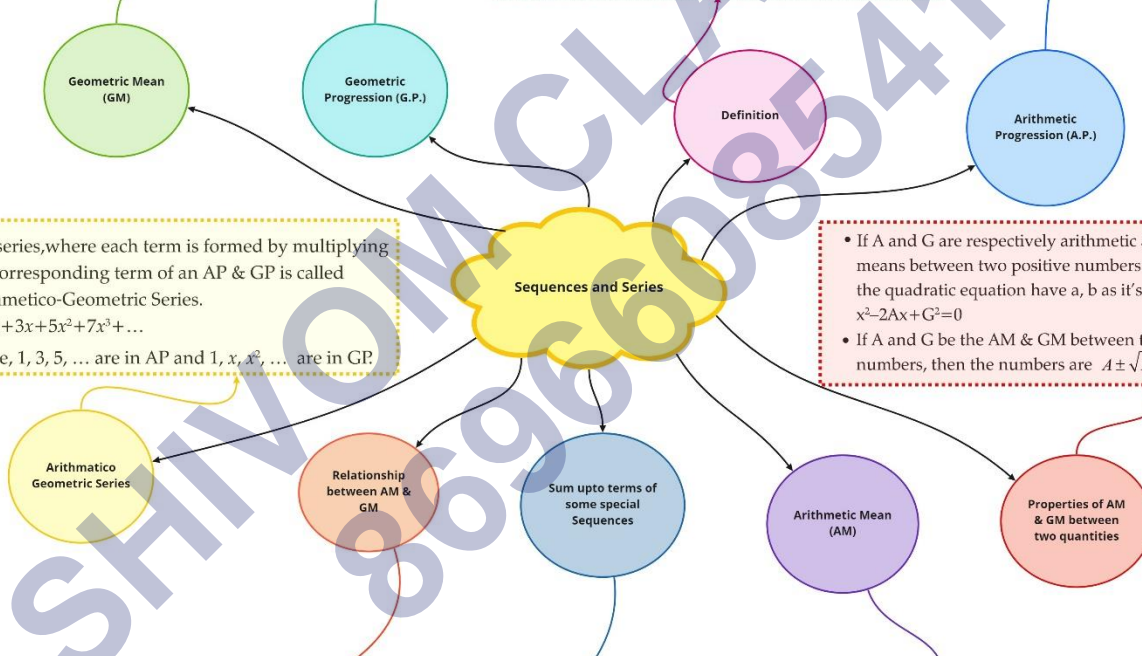 Geometric Mean
(GM)
Geometric
Progression (G.P.)
Definition
Arithmetic
Progression (A.P.)
series,where each term is formed by multiplying
orresponding term of an AP & GP is called
metico-Geometric Series.
+3x+5x²+7x³+…
e, 1, 3, 5, … are in AP and 1, x, x², … are in GP.
Sequences and Series
• If A and G are respectively arithmetic
means between two positive numbers
the quadratic equation have a, b as it's
x²–2Ax+G²=0
• If A and G be the AM & GM between
numbers, then the numbers are A±√
Arithmatico
Geometric Series
Relationship
between AM &
GM
Sum upto terms of
some special
Sequences
Arithmetic Mean
(AM)
Properties of AM
& GM between
two quantities
SHIVOM CLA
8696608541